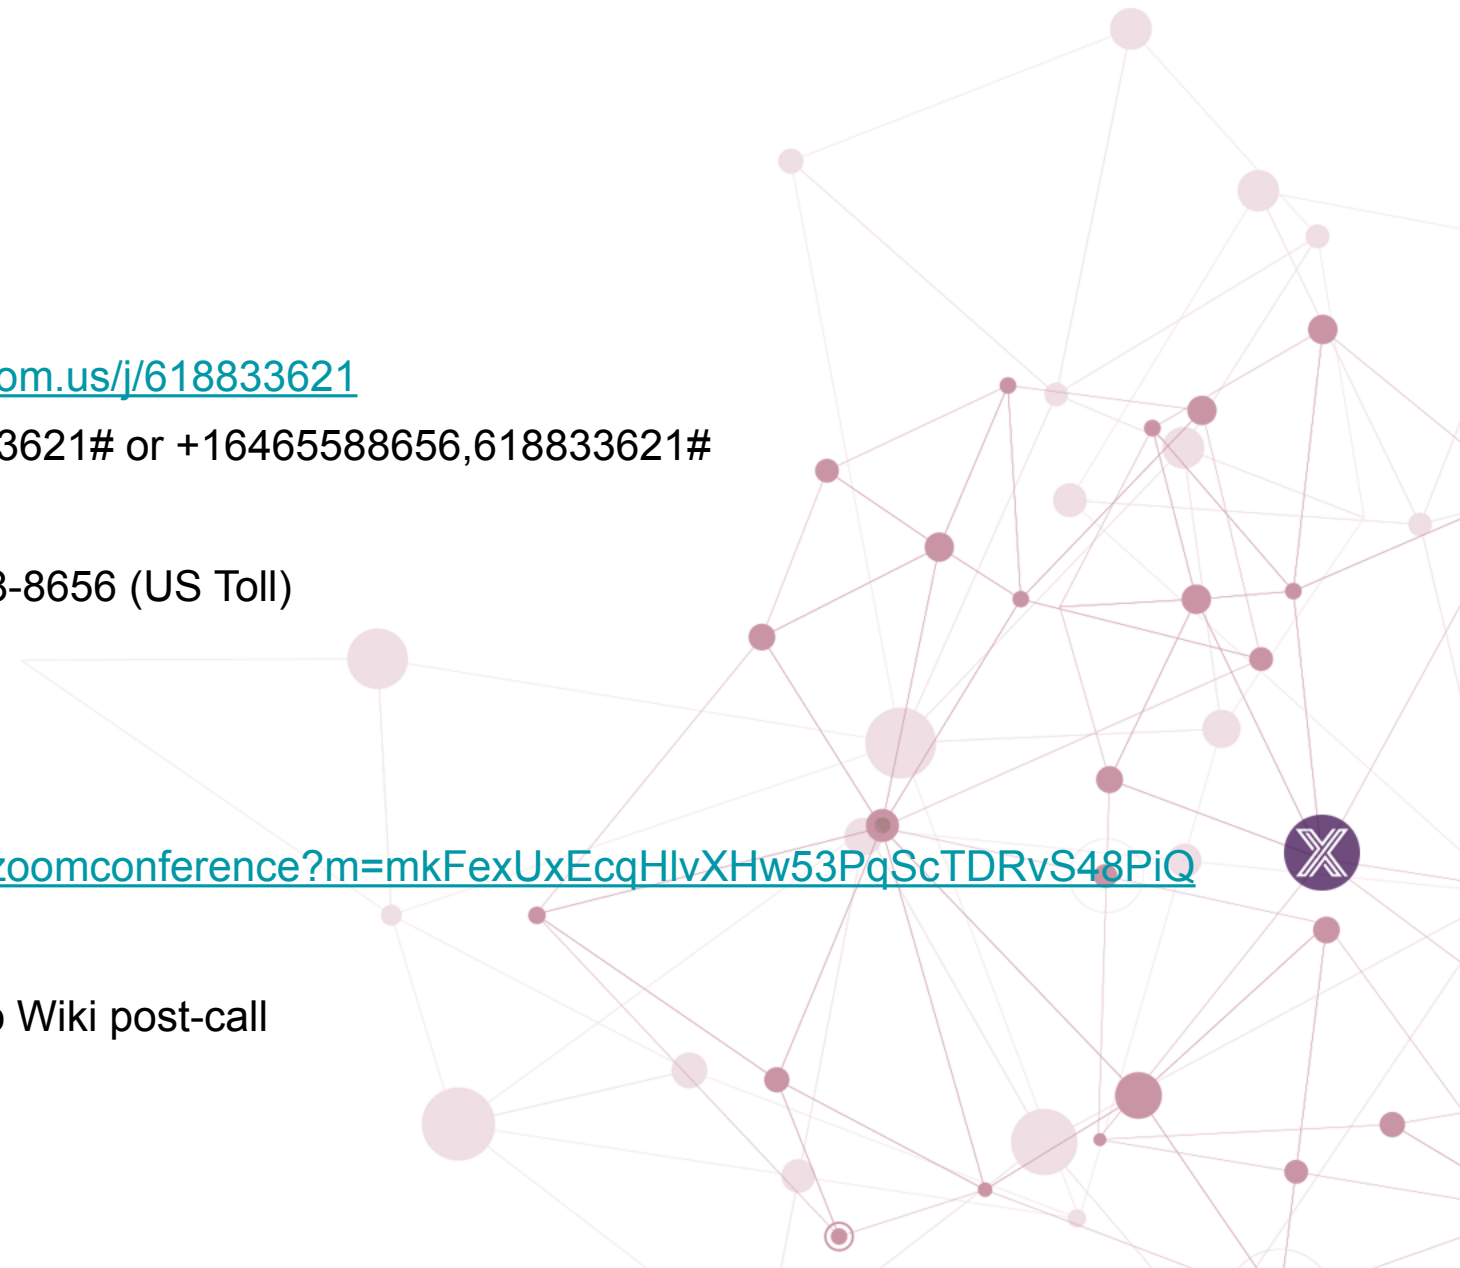 om.us/j/618833621
3621# or +16465588656,618833621#
-8656 (US Toll)
zoomconference?m=mkFexUxEcqHlvXHw53PqScTDRvS48PiQ
Wiki post-call